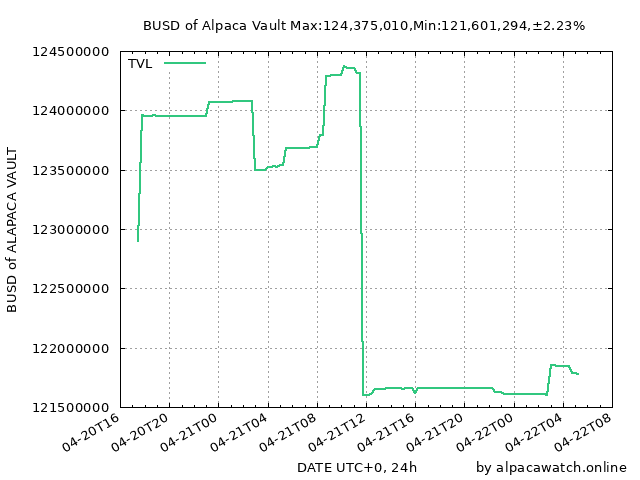 BUSD of Alpaca Vault Max:124,375,010,Min:121,601,294,±2.23%
TVL
124500000
124000000
123500000
123000000
122500000
122000000
121500000
BUSD of ALAPACA VAULT
04-20T16
04-20T20
04-21T00
04-21T04
04-21T08
04-21T12
04-21T16
04-21T20
04-22T00
04-22T04
04-22T08
DATE UTC+0, 24h
by alpacawatch.online